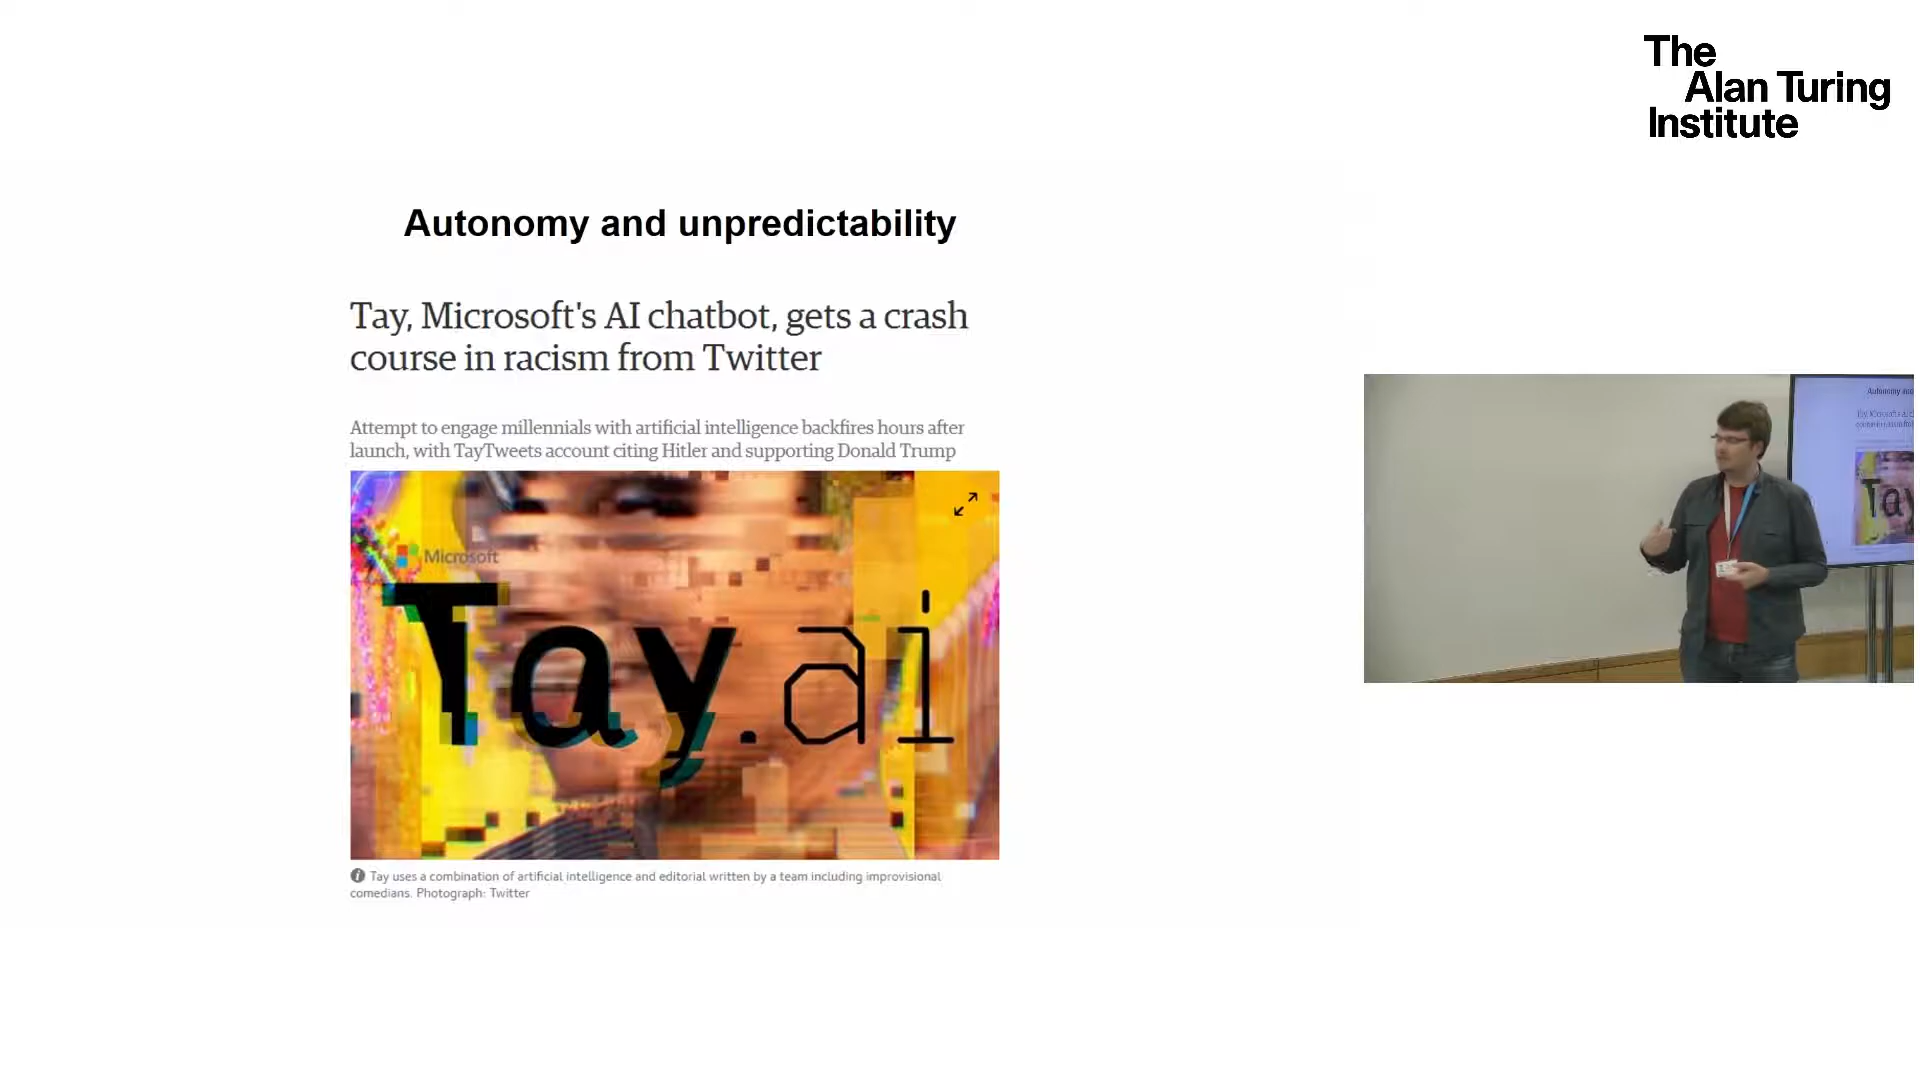 The
Alan Turing
Institute
Autonomy and unpredictability
Tay, Microsoft's AI chatbot, gets a crash
course in racism from Twitter
Attempt to engage millennials with artificial intelligence backfires hours after
launch, with TayTweets account citing Hitler and supporting Donald Trump
Microsoft
Tay.ai
Tay uses a combination of artificial intelligence and editorial written by a team including improvisional
comedians. Photograph: Twitter
Autonomy and
Tay